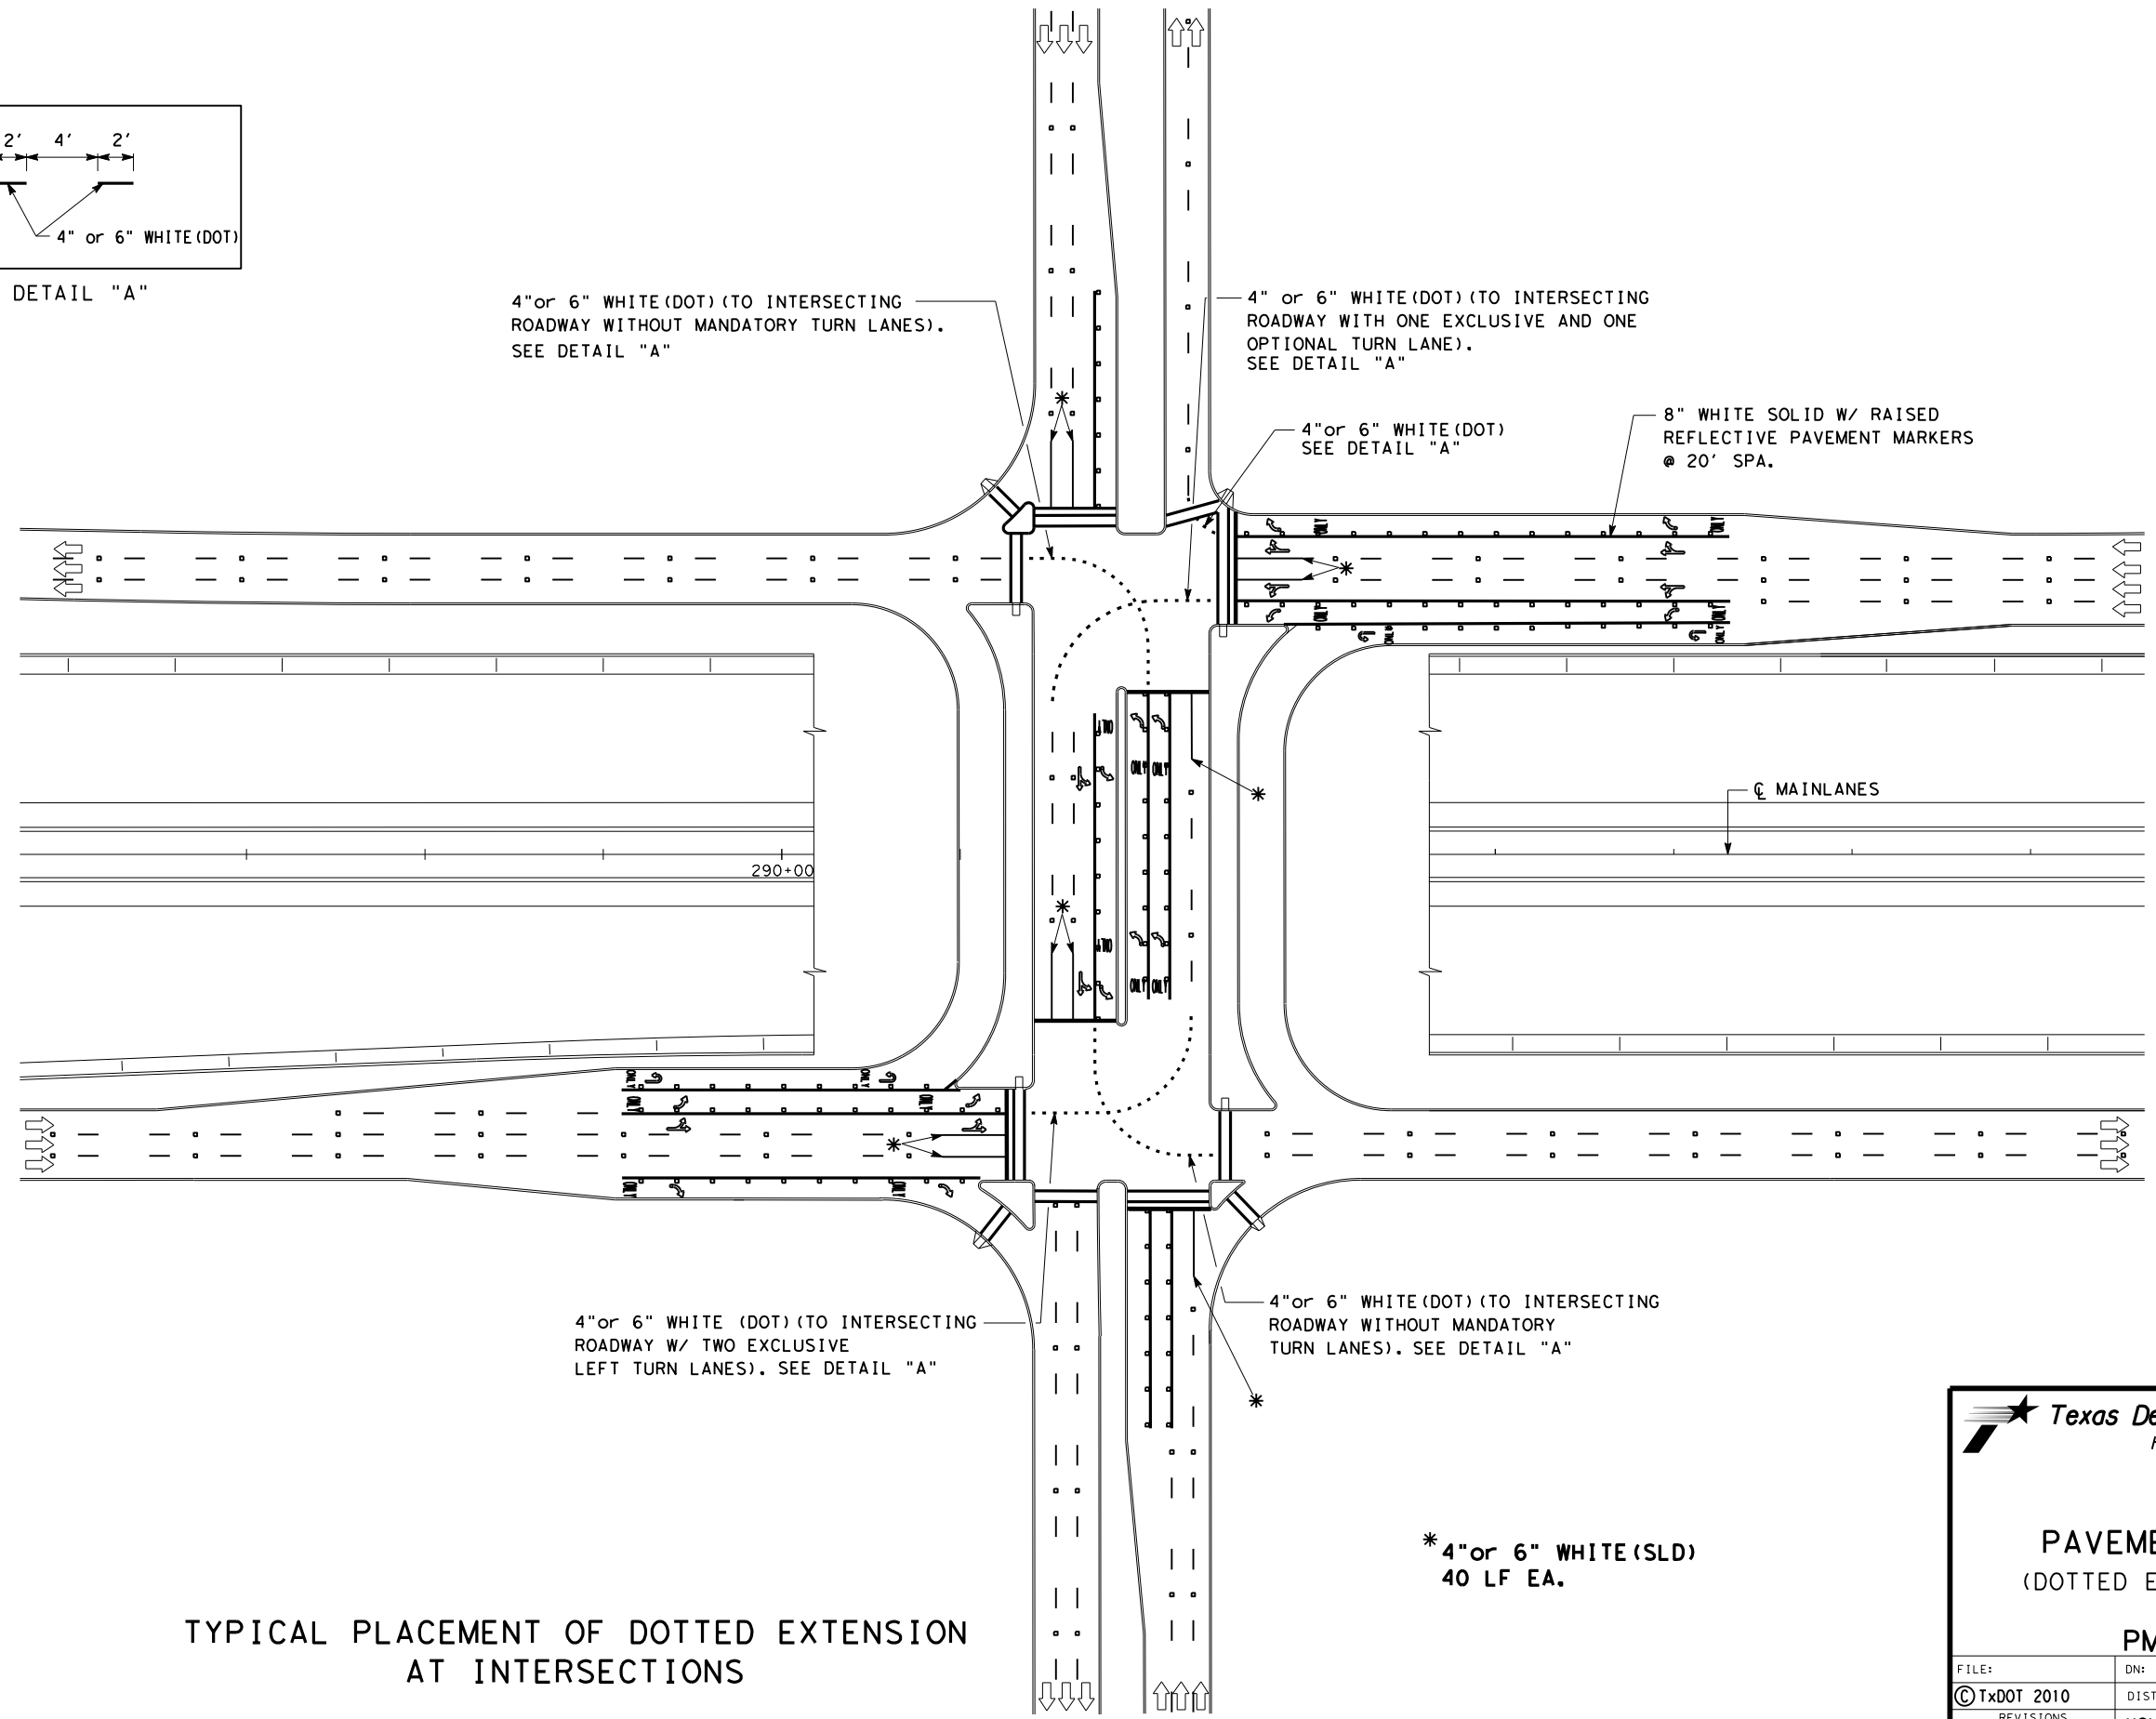 2' 4' 2'
4" or 6" WHITE(DOT)
DETAIL "A"
4"or 6" WHITE(DOT)(TO INTERSECTING
ROADWAY WITHOUT MANDATORY TURN LANES).
SEE DETAIL "A"
4" or 6" WHITE(DOT)(TO INTERSECTING
ROADWAY WITH ONE EXCLUSIVE AND ONE
OPTIONAL TURN LANE).
SEE DETAIL "A"
4"or 6" WHITE(DOT)
SEE DETAIL "A"
8" WHITE SOLID W/ RAISED
REFLECTIVE PAVEMENT MARKERS
@ 20' SPA.
ONLY ONLY
ONLY ONLY
ONLY ONLY
TWO
ONLY ONLY
℄ MAINLANES
290+00
TWO
ONLY ONLY
ONLY ONLY
ONLY ONLY
ONLY ONLY
4"or 6" WHITE (DOT)(TO INTERSECTING
ROADWAY W/ TWO EXCLUSIVE
LEFT TURN LANES). SEE DETAIL "A"
4"or 6" WHITE(DOT)(TO INTERSECTING
ROADWAY WITHOUT MANDATORY
TURN LANES). SEE DETAIL "A"
*4"or 6" WHITE(SLD)
40 LF EA.
TYPICAL PLACEMENT OF DOTTED EXTENSION
AT INTERSECTIONS
Texas De
PAVEME
(DOTTED E
PM
FILE: DN:
© TxDOT 2010 DIST
REVISIONS